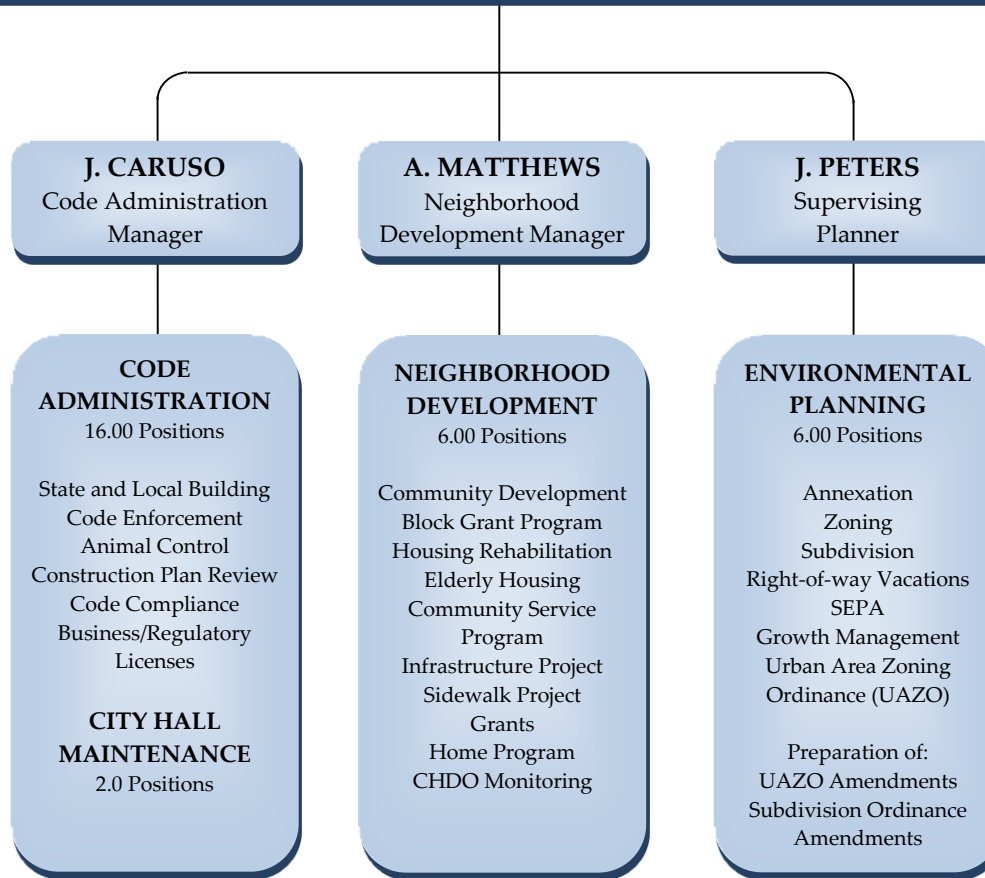 J. CARUSO
Code Administration
Manager
A. MATTHEWS
Neighborhood
Development Manager
J. PETERS
Supervising
Planner
CODE
ADMINISTRATION
16.00 Positions
State and Local Building
Code Enforcement
Animal Control
Construction Plan Review
Code Compliance
Business/Regulatory
Licenses
CITY HALL
MAINTENANCE
2.0 Positions
NEIGHBORHOOD
DEVELOPMENT
6.00 Positions
Community Development
Block Grant Program
Housing Rehabilitation
Elderly Housing
Community Service
Program
Infrastructure Project
Sidewalk Project
Grants
Home Program
CHDO Monitoring
ENVIRONMENTAL
PLANNING
6.00 Positions
Annexation
Zoning
Subdivision
Right-of-way Vacations
SEPA
Growth Management
Urban Area Zoning
Ordinance (UAZO)
Preparation of:
UAZO Amendments
Subdivision Ordinance
Amendments